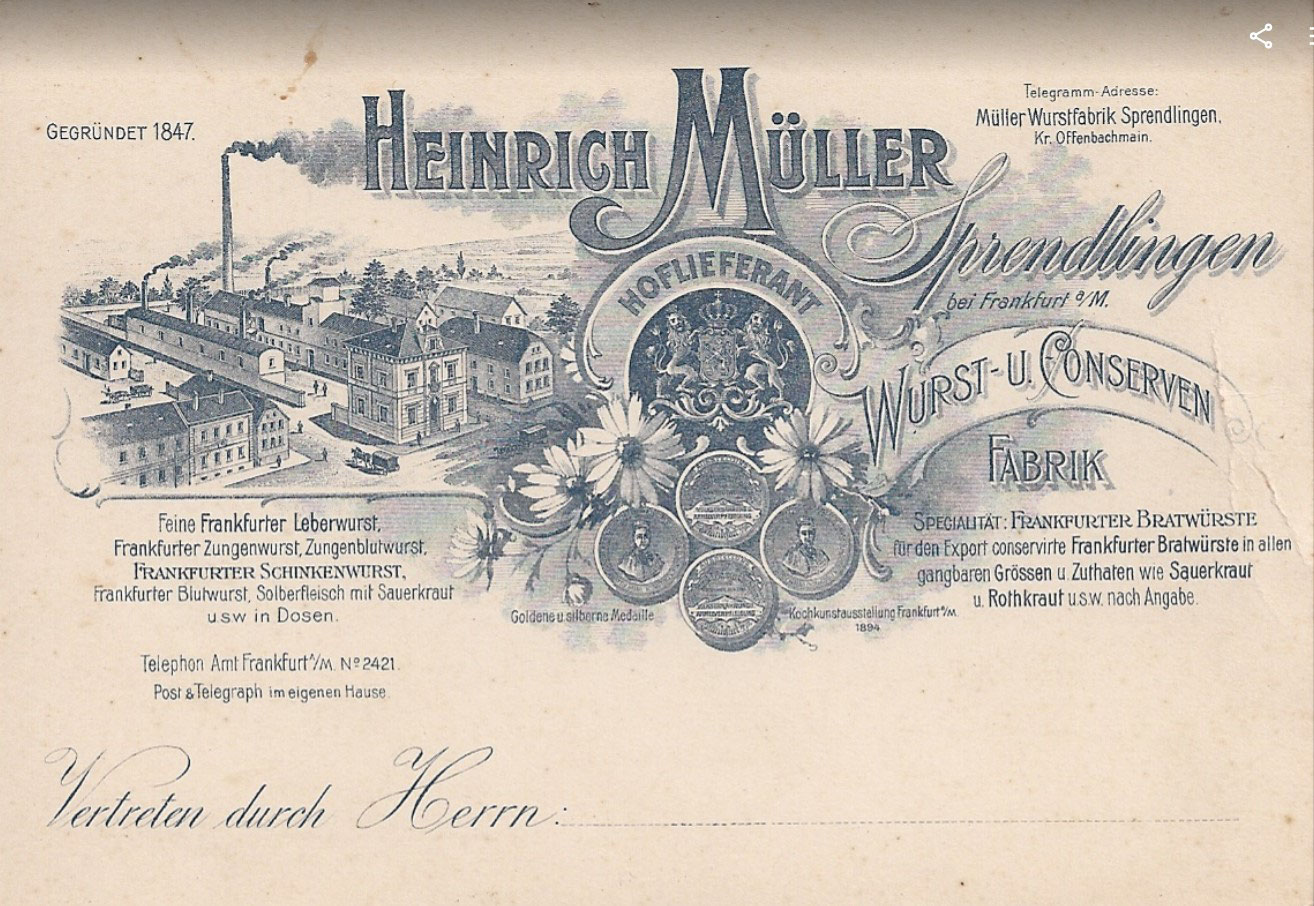 GEGRÜNDET 1847.
HEINRICH MÜLLER
Telegramm-Adresse:
Müller Wurstfabrik Sprendlingen,
Kr. Offenbachmain.
Sprendlingen
bei Frankfurt a/M.
HOFLIEFERANT
WURST- U. CONSERVEN
FABRIK
Feine Frankfurter Leberwurst,
Frankfurter Zungenwurst, Zungenblutwurst,
FRANKFURTER SCHINKENWURST,
Frankfurter Blutwurst, Solberfleisch mit Sauerkraut
u.s.w in Dosen.
SPECIALITÄT: FRANKFURTER BRATWÜRSTE
für den Export conservirte Frankfurter Bratwürste in allen
gangbaren Grössen u. Zuthaten wie Sauerkraut
u. Rothkraut u.s.w. nach Angabe.
Goldene u. silberne Medaille
Kochkunstausstellung Frankfurt a/M.
1894
Telephon Amt Frankfurt A/M. No 2421.
Post & Telegraph im eigenen Hause.
Vertreten durch Herrn: